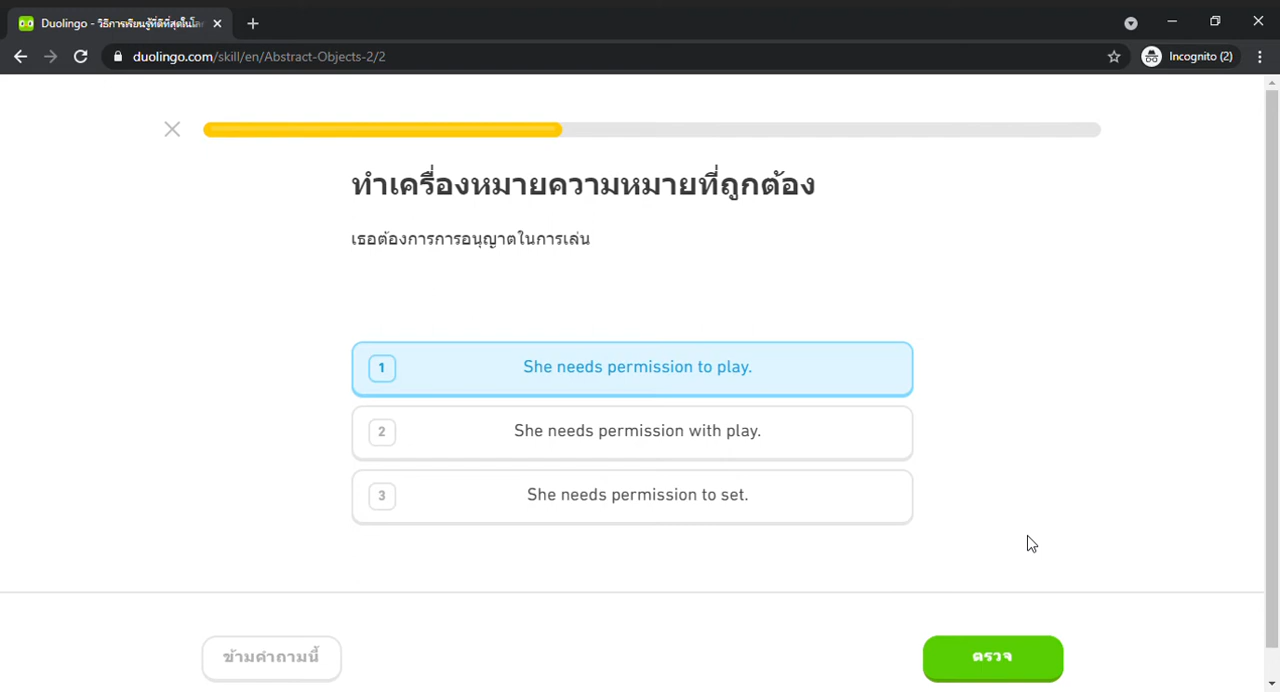 Duolingo - วิธีการเรียนรู้ที่ดีที่สุดในโล
duolingo.com/skill/en/Abstract-Objects-2/2
Incognito (2)
ทำเครื่องหมายความหมายที่ถูกต้อง
เธอต้องการการอนุญาตในการเล่น
1 She needs permission to play.
2 She needs permission with play.
3 She needs permission to set.
ข้ามคำถามนี้
ตรวจ